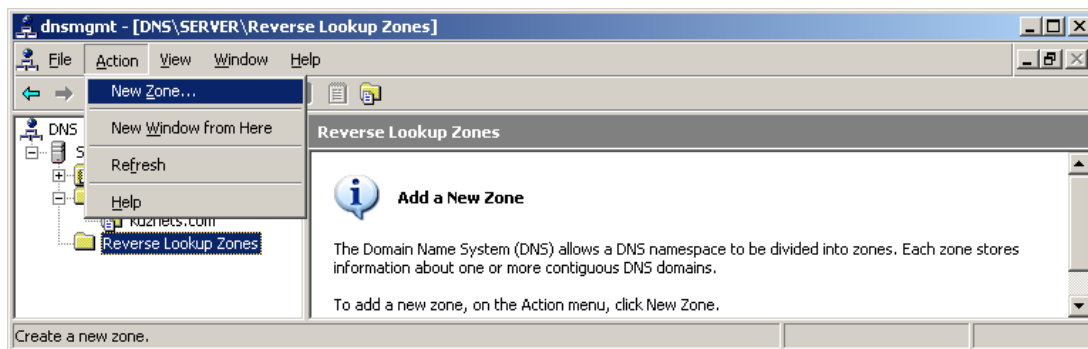 dnsmgmt - [DNS\SERVER\Reverse Lookup Zones]
File Action View Window Help
New Zone...
New Window from Here
Refresh
Help
DNS
S
kuznets.com
Reverse Lookup Zones
Reverse Lookup Zones
Add a New Zone
The Domain Name System (DNS) allows a DNS namespace to be divided into zones. Each zone stores
information about one or more contiguous DNS domains.
To add a new zone, on the Action menu, click New Zone.
Create a new zone.